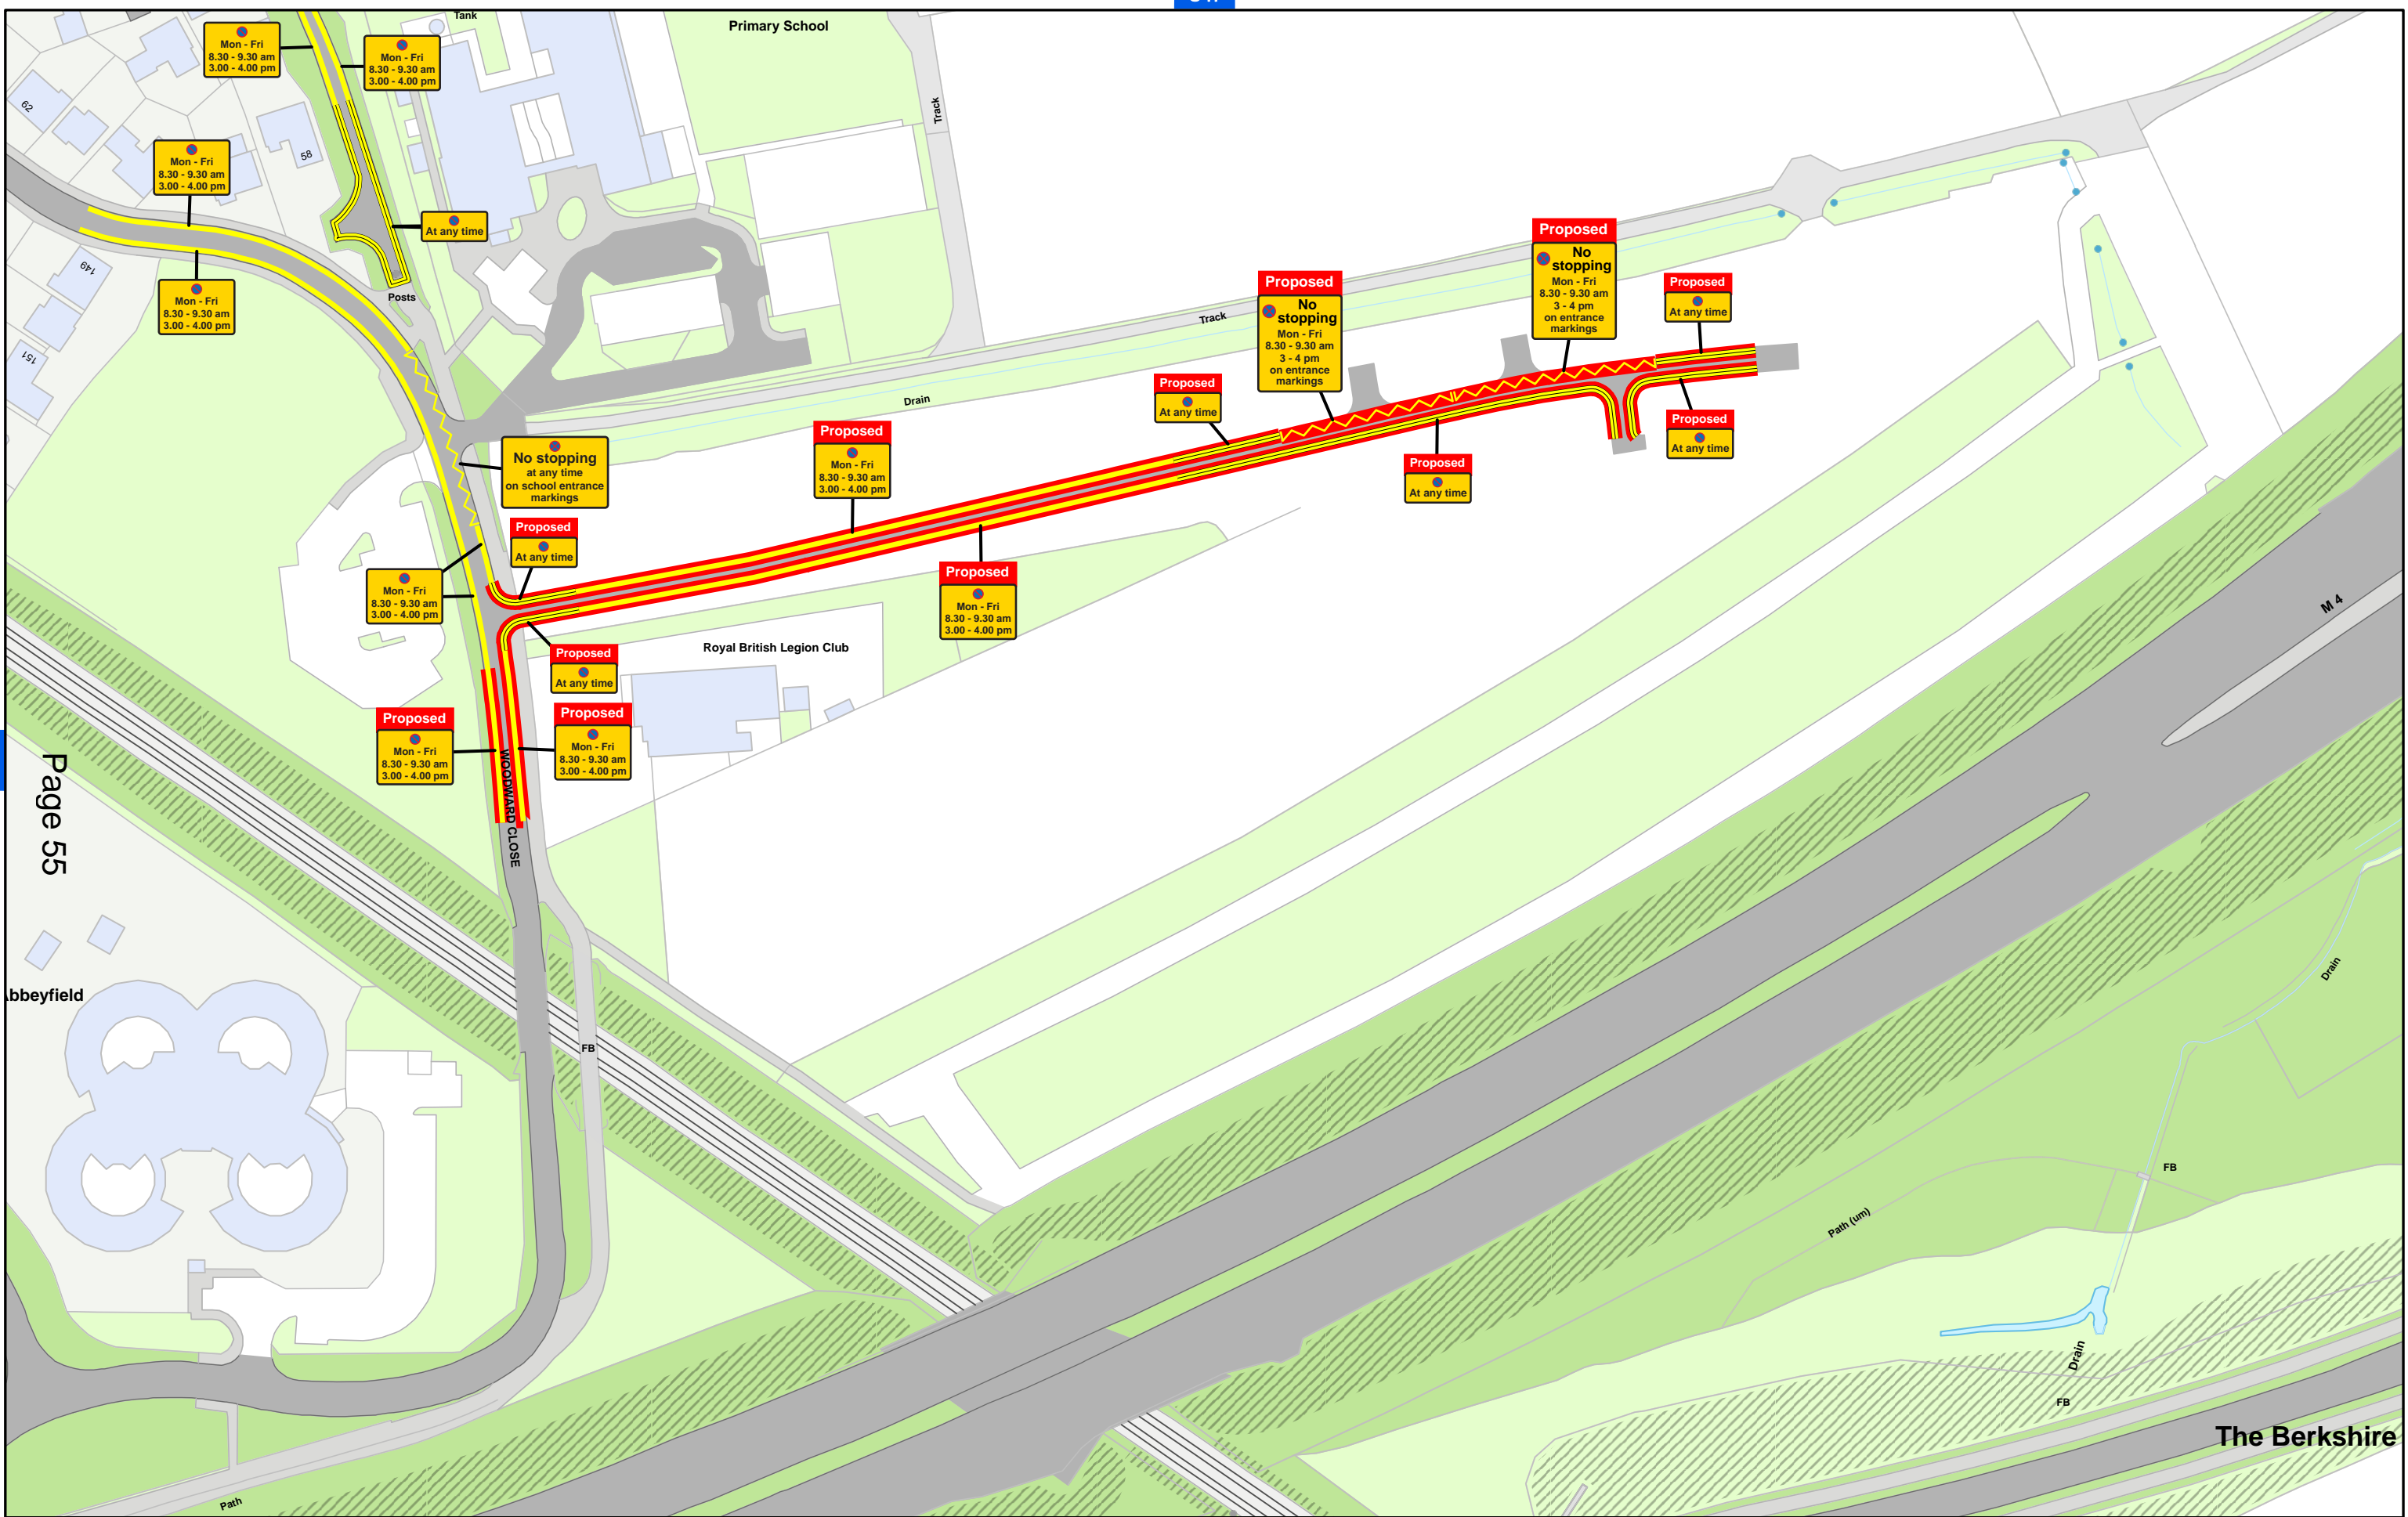 Tank
Primary School
Mon - Fri
8.30 - 9.30 am
3.00 - 4.00 pm
Mon - Fri
8.30 - 9.30 am
3.00 - 4.00 pm
62
58
Track
Mon - Fri
8.30 - 9.30 am
3.00 - 4.00 pm
At any time
149
Mon - Fri
8.30 - 9.30 am
3.00 - 4.00 pm
Posts
151
Track
Proposed
No
stopping
Mon - Fri
8.30 - 9.30 am
3 - 4 pm
on entrance
markings
Proposed
No
stopping
Mon - Fri
8.30 - 9.30 am
3 - 4 pm
on entrance
markings
Proposed
At any time
Proposed
At any time
Drain
Proposed
At any time
Proposed
At any time
Proposed
Mon - Fri
8.30 - 9.30 am
3.00 - 4.00 pm
No stopping
at any time
on school entrance
markings
Proposed
At any time
Mon - Fri
8.30 - 9.30 am
3.00 - 4.00 pm
Proposed
Mon - Fri
8.30 - 9.30 am
3.00 - 4.00 pm
M 4
Royal British Legion Club
Proposed
At any time
Proposed
Mon - Fri
8.30 - 9.30 am
3.00 - 4.00 pm
Proposed
Mon - Fri
8.30 - 9.30 am
3.00 - 4.00 pm
WOODWARD CLOSE
Page 55
bbeyfield
FB
Drain
FB
Path (um)
Drain
FB
The Berkshire
Path